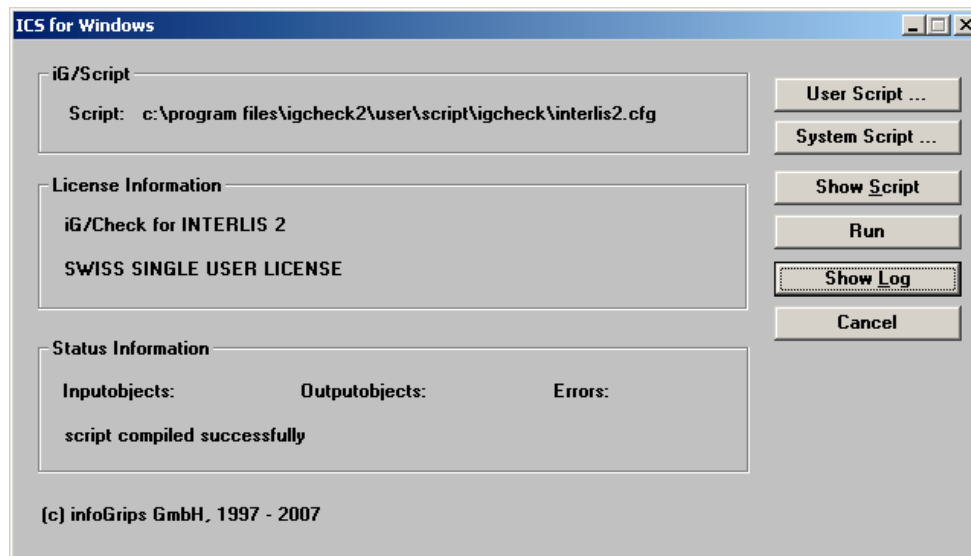 ICS for Windows
iG/Script
Script: c:\program files\igcheck2\user\script\igcheck\interlis2.cfg
License Information
iG/Check for INTERLIS 2
SWISS SINGLE USER LICENSE
Status Information
Inputobjects: Outputobjects: Errors:
script compiled successfully
(c) infoGrips GmbH, 1997 - 2007
User Script ...
System Script ...
Show Script
Run
Show Log
Cancel